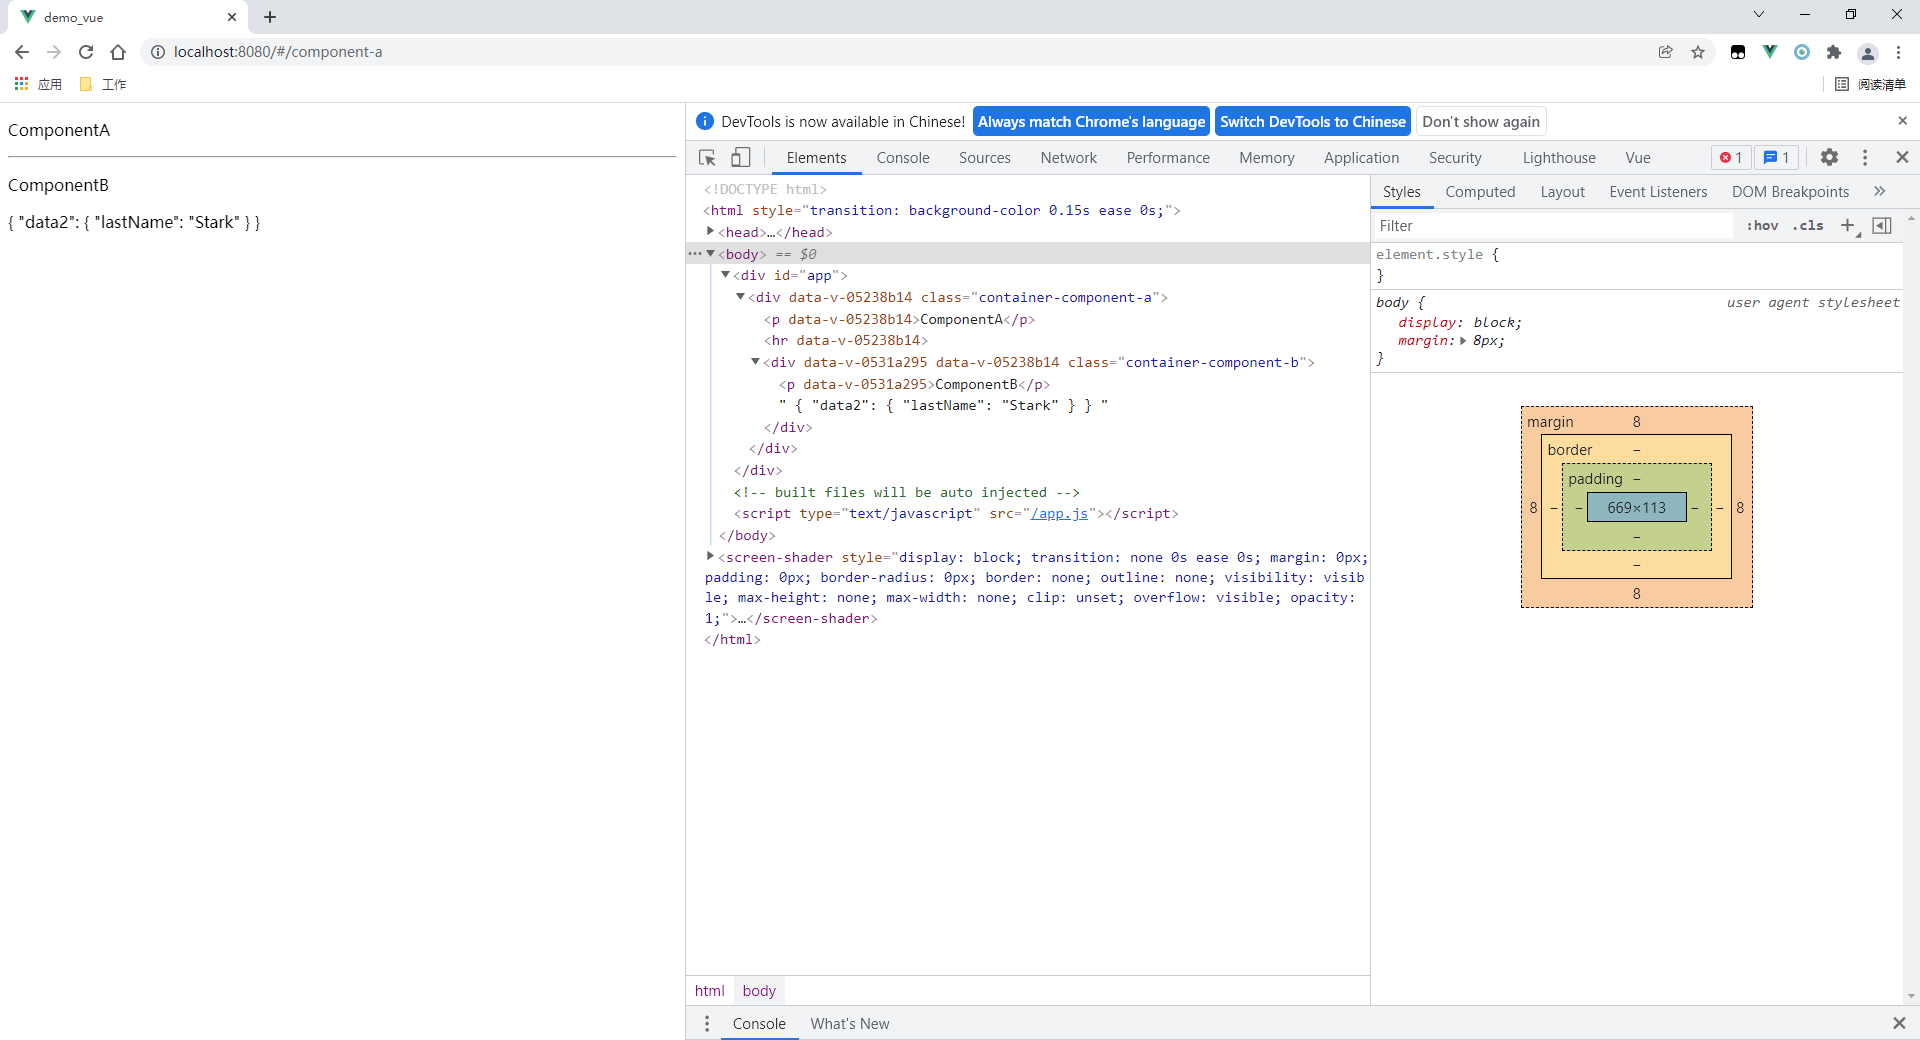 demo_vue
localhost:8080/#/component-a
应用
工作
阅读清单
ComponentA
ComponentB
{ "data2": { "lastName": "Stark" } }
DevTools is now available in Chinese! Always match Chrome's language Switch DevTools to Chinese Don't show again
Elements Console Sources Network Performance Memory Application Security Lighthouse Vue 1 1
<!DOCTYPE html>
<html style="transition: background-color 0.15s ease 0s;">
<head>…</head>
<body> == $0
<div id="app">
<div data-v-05238b14 class="container-component-a">
<p data-v-05238b14>ComponentA</p>
<hr data-v-05238b14>
<div data-v-0531a295 data-v-05238b14 class="container-component-b">
<p data-v-0531a295>ComponentB</p>
" { "data2": { "lastName": "Stark" } } "
</div>
</div>
</div>
<!-- built files will be auto injected -->
<script type="text/javascript" src="/app.js"></script>
</body>
<screen-shader style="display: block; transition: none 0s ease 0s; margin: 0px;
padding: 0px; border-radius: 0px; border: none; outline: none; visibility: visib
le; max-height: none; max-width: none; clip: unset; overflow: visible; opacity:
1;">…</screen-shader>
</html>
html body
Styles Computed Layout Event Listeners DOM Breakpoints
Filter :hov .cls
element.style {
}
body { user agent stylesheet
display: block;
margin: 8px;
}
margin 8
border –
padding –
8 – – 669×113 – – 8
–
–
8
Console What's New